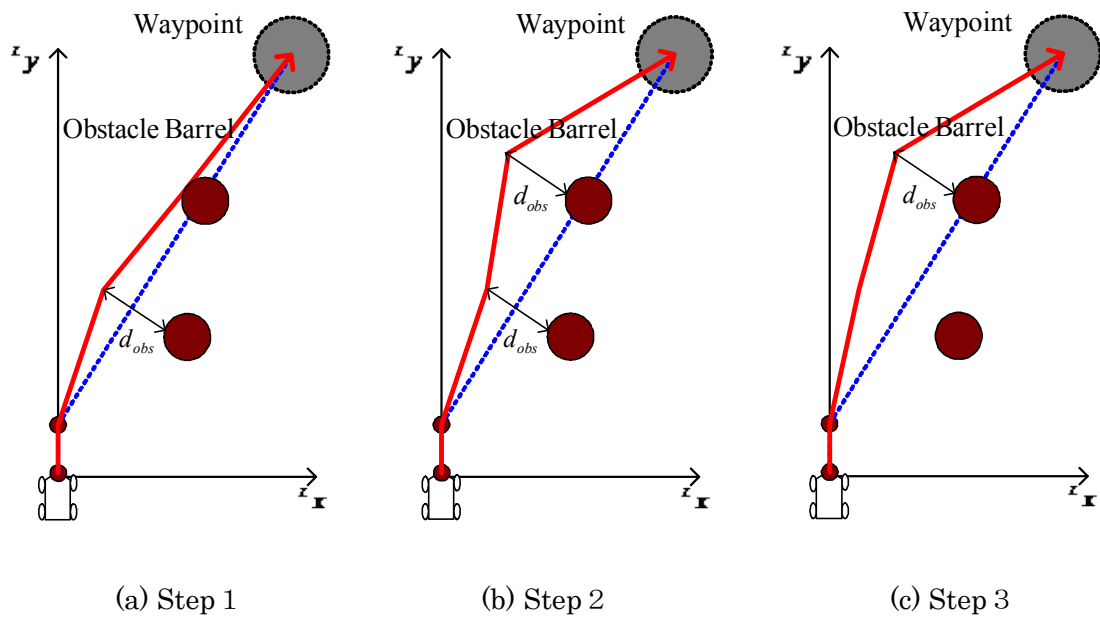 Waypoint
y
Obstacle Barrel
d_obs
x
(a) Step 1
Waypoint
y
Obstacle Barrel
d_obs
d_obs
x
(b) Step 2
Waypoint
y
Obstacle Barrel
d_obs
x
(c) Step 3